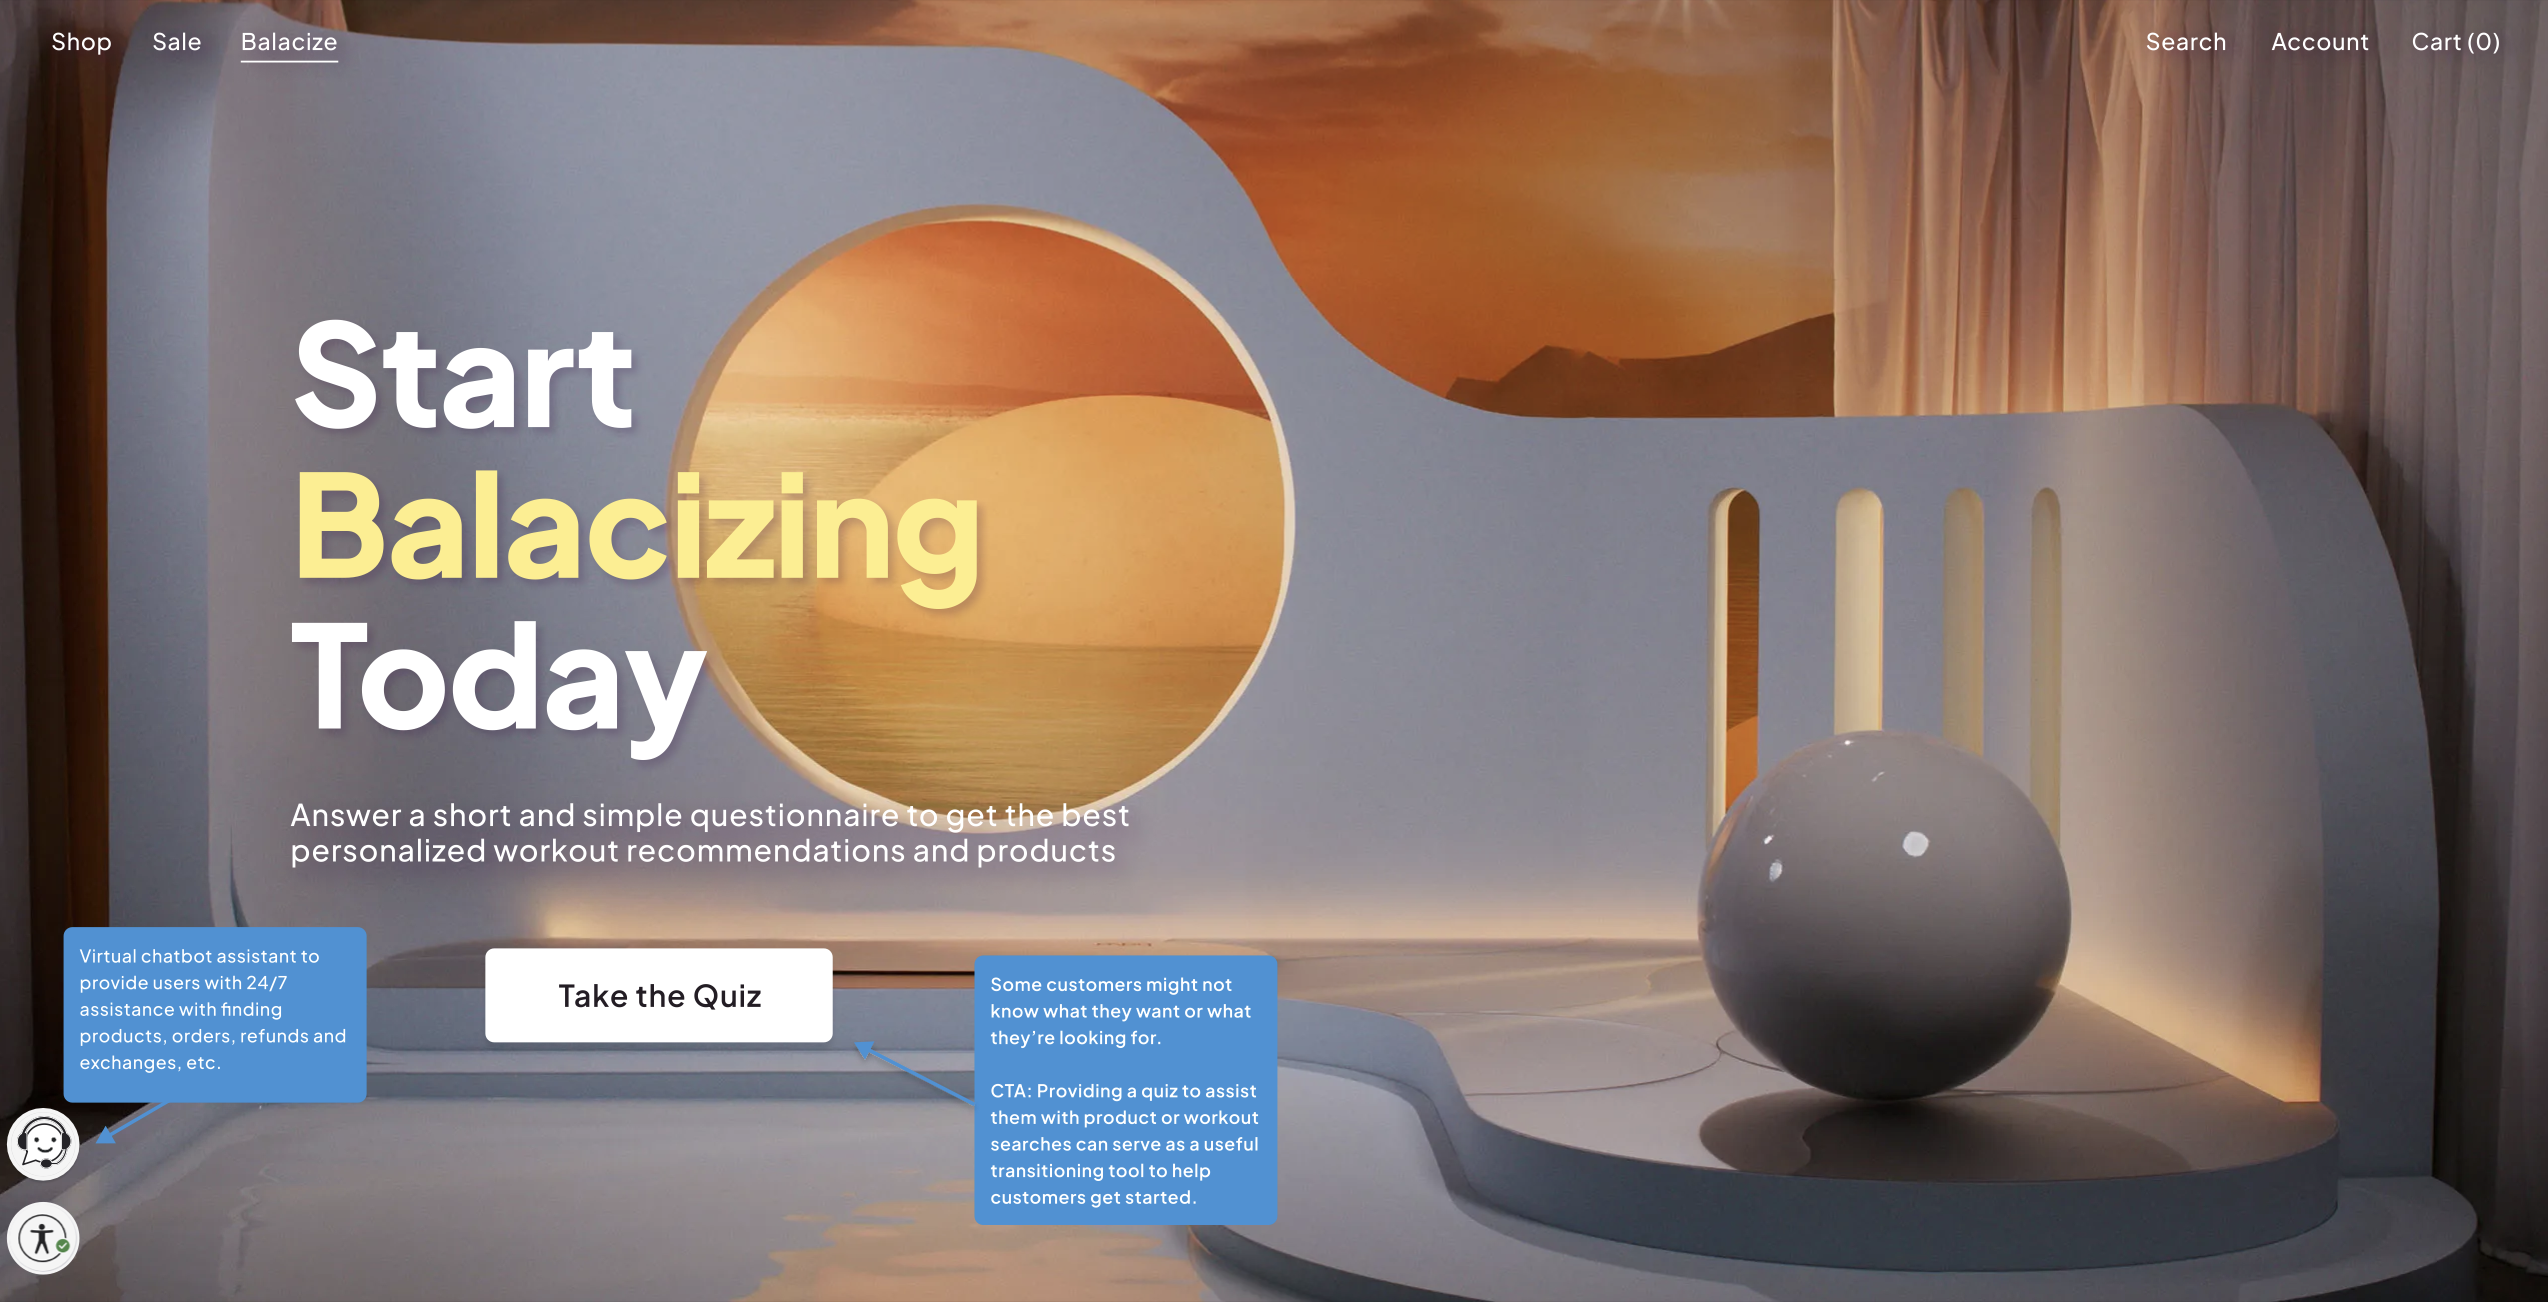 Shop Sale Balacize Search Account Cart (0)
Start
Balacizing
Today
Answer a short and simple questionnaire to get the best
personalized workout recommendations and products
Virtual chatbot assistant to
provide users with 24/7
assistance with finding
products, orders, refunds and
exchanges, etc.
Take the Quiz
Some customers might not
know what they want or what
they’re looking for.
CTA: Providing a quiz to assist
them with product or workout
searches can serve as a useful
transitioning tool to help
customers get started.